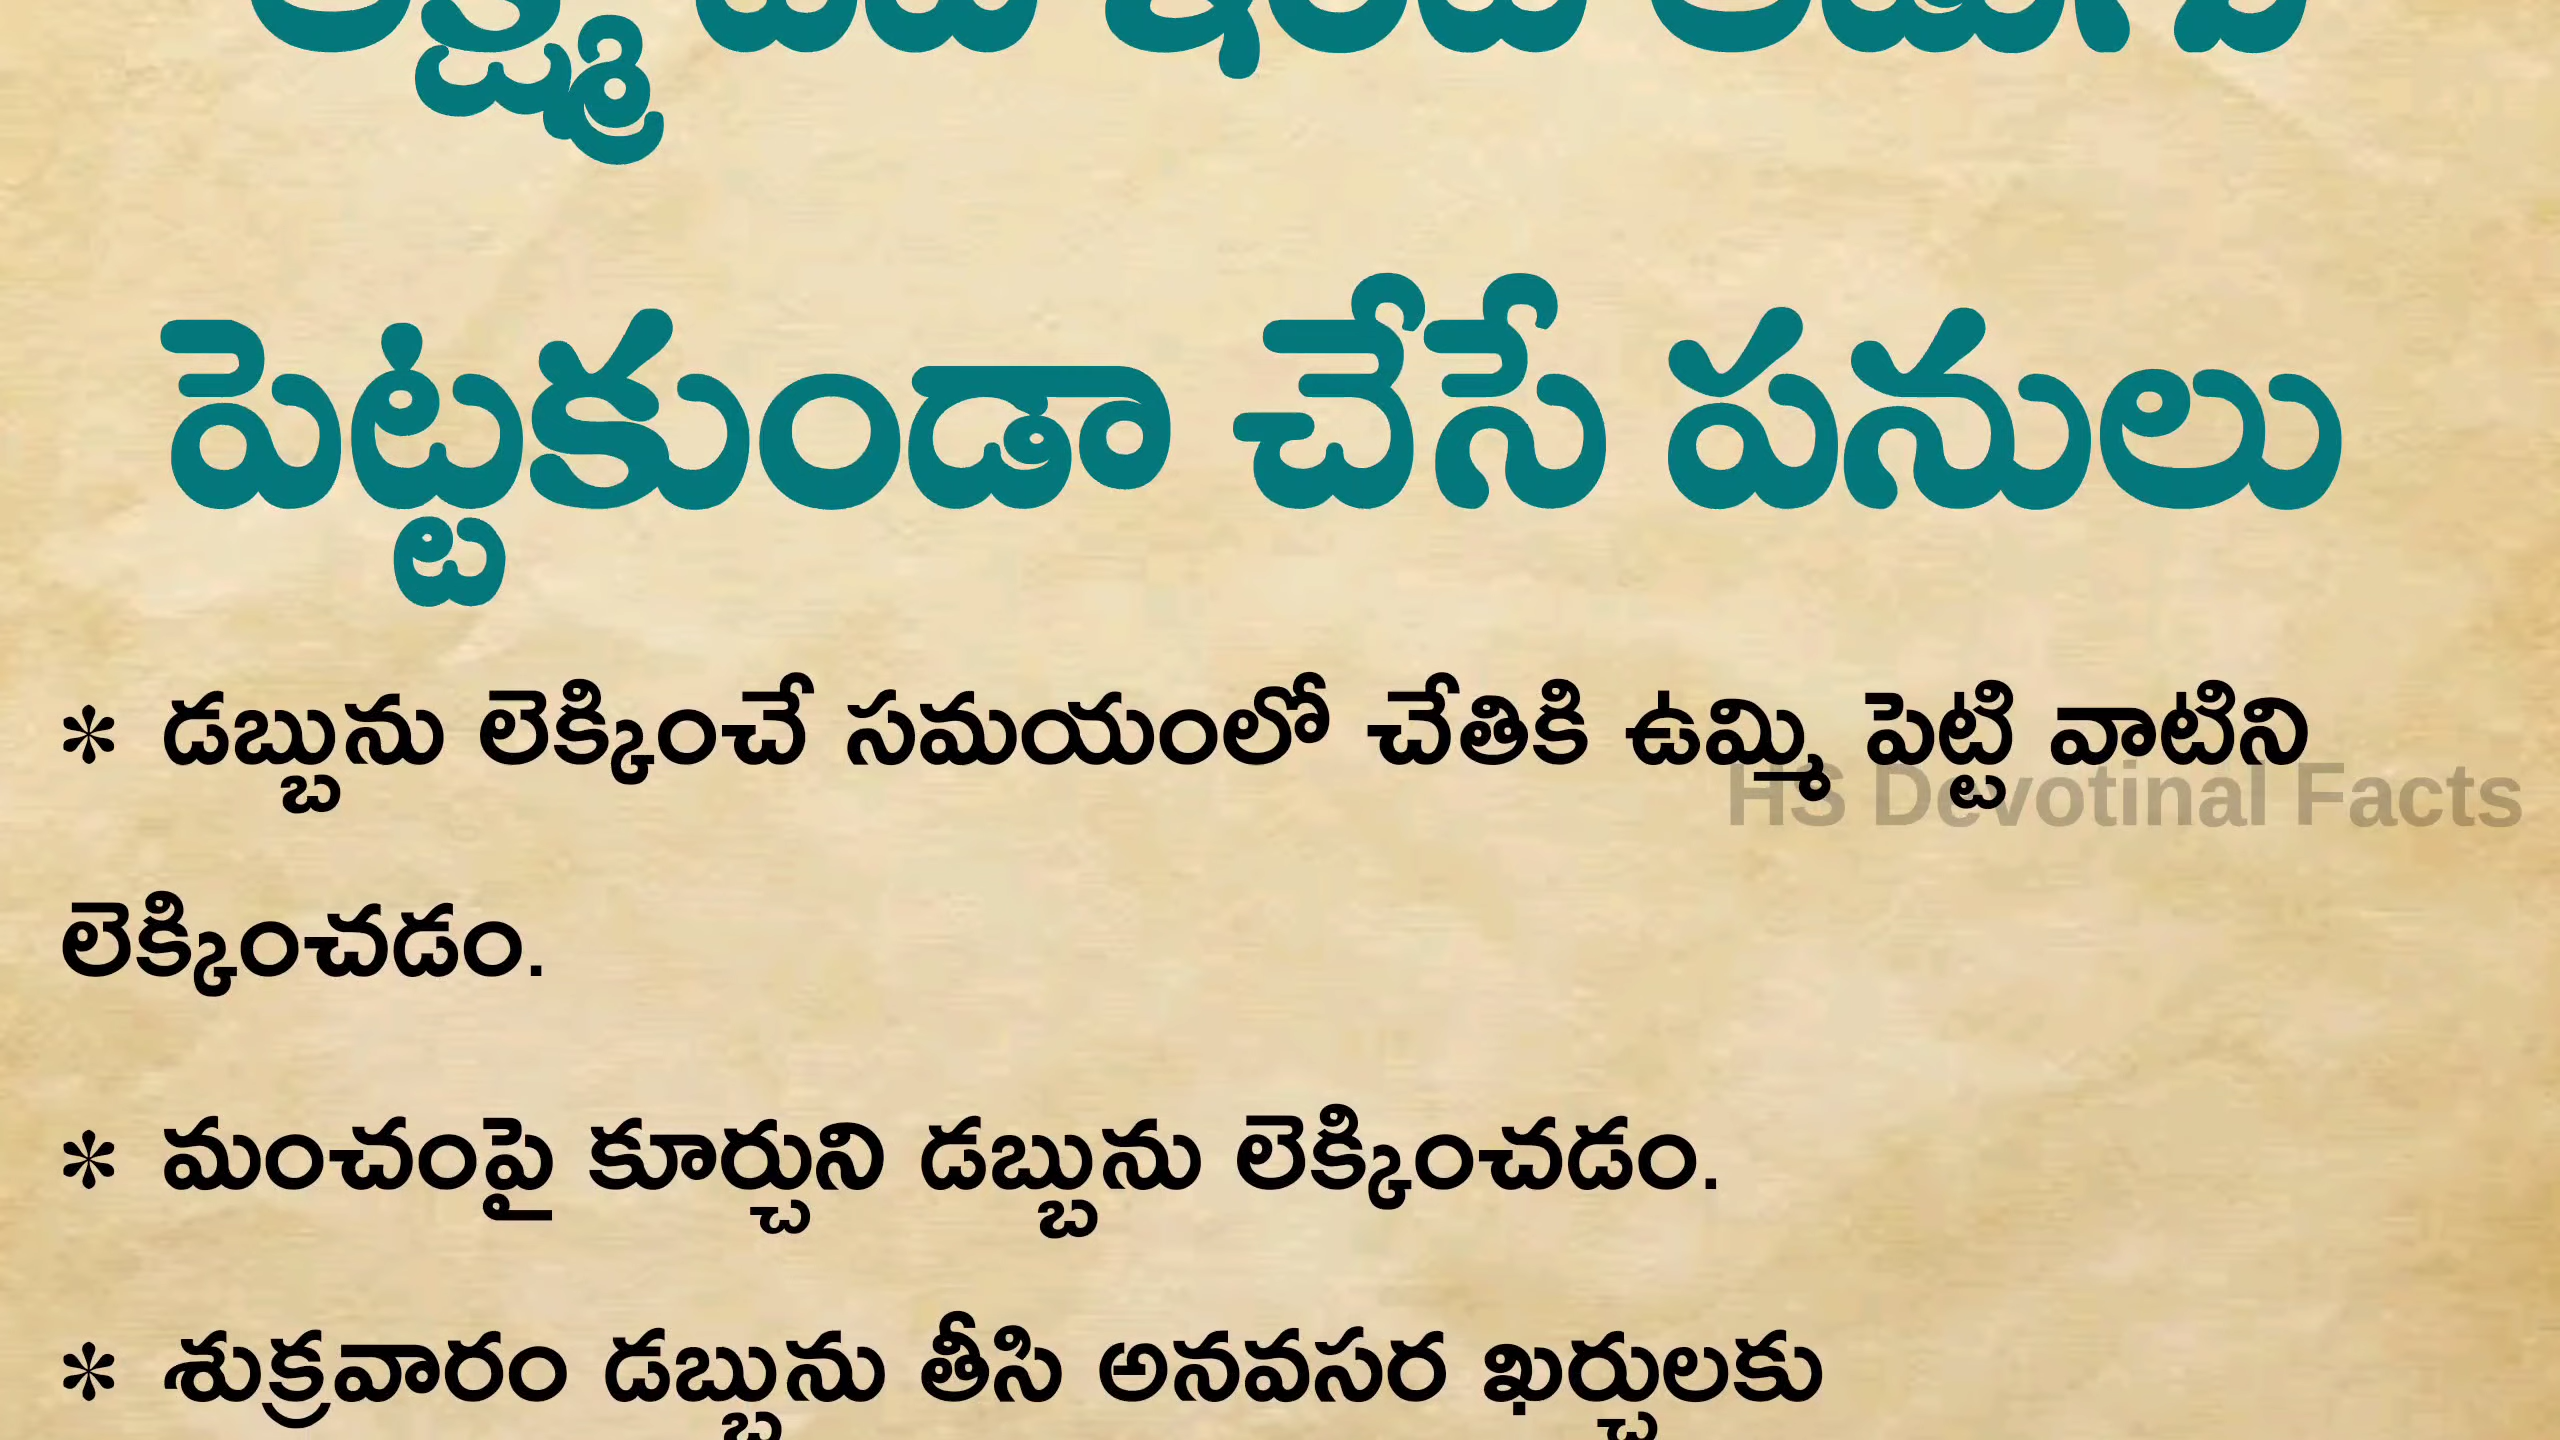 పెట్టకుండా చేసే పనులు
* డబ్బును లెక్కించే సమయంలో చేతికి ఉమ్మి పెట్టి వాటిని
HS Devotinal Facts
లెక్కించడం.
* మంచంపై కూర్చుని డబ్బును లెక్కించడం.
* శుక్రవారం డబ్బును తీసి అనవసర ఖర్చులకు